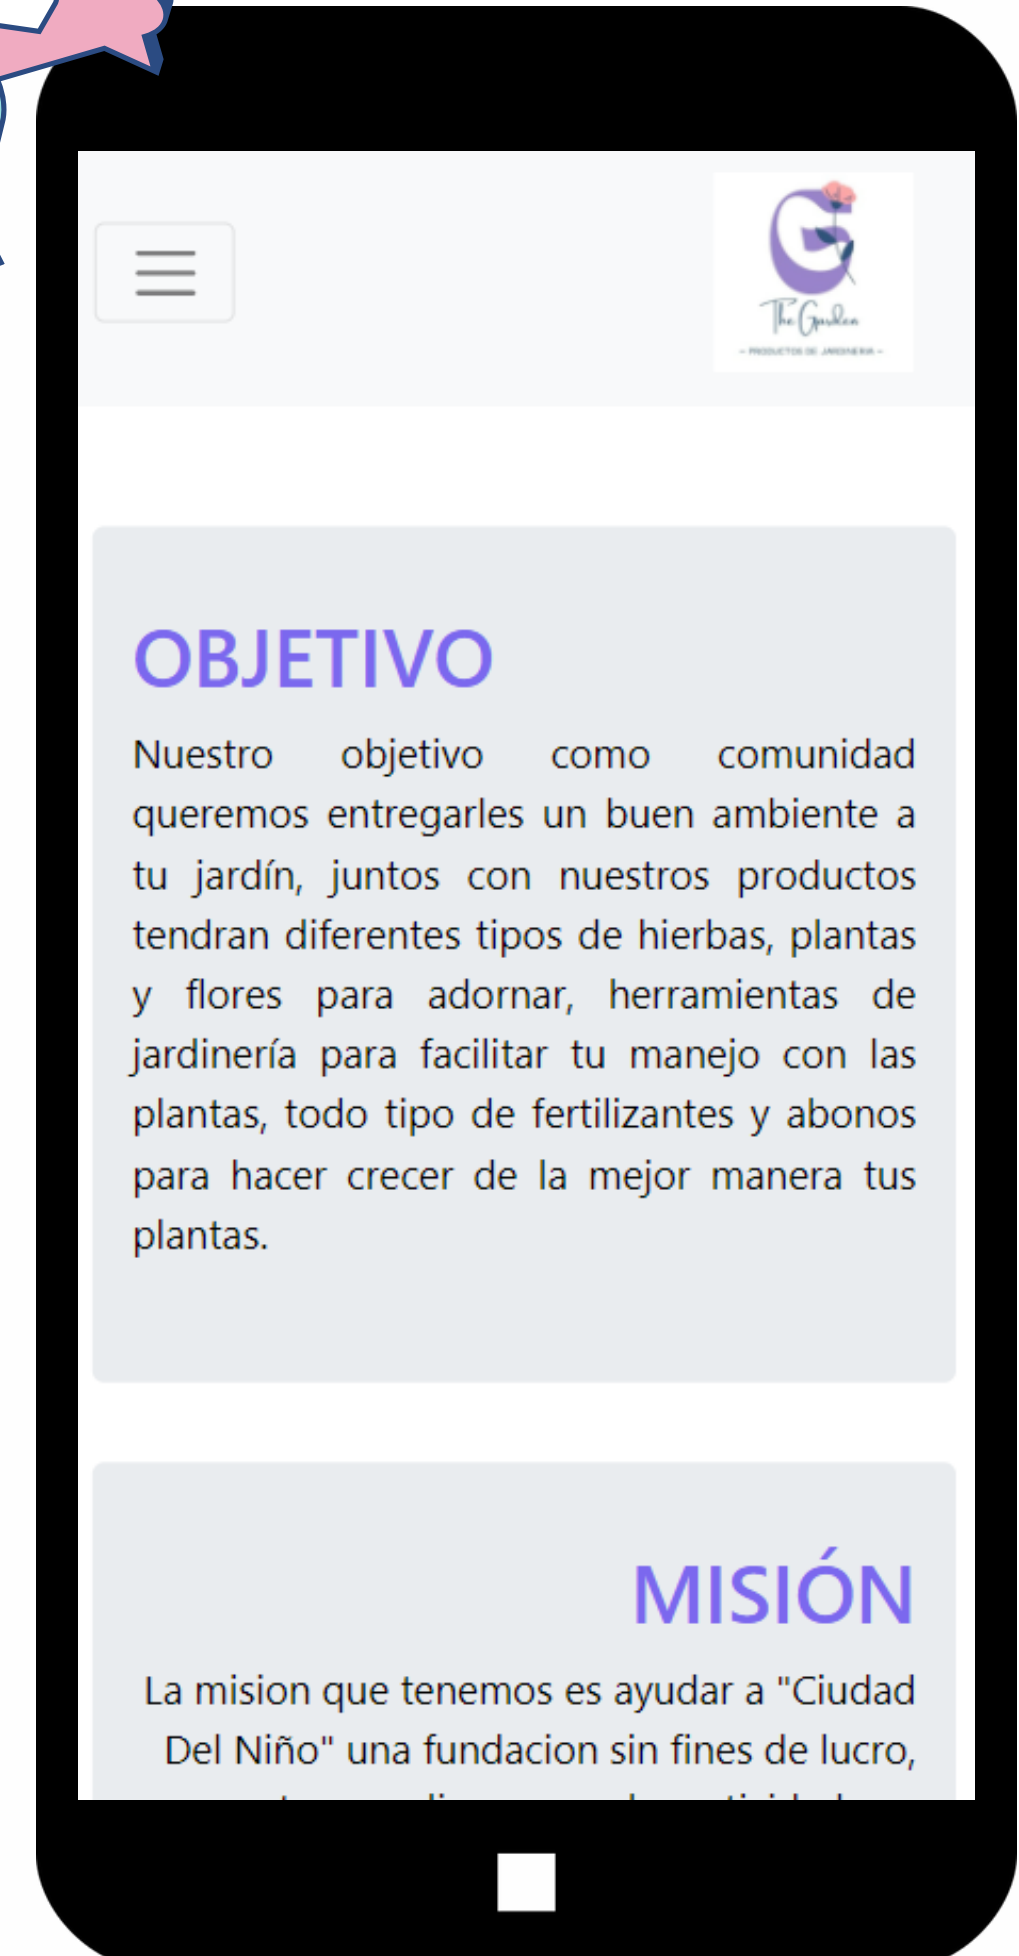 G
The Garden
– PRODUCTOS DE JARDINERIA –
OBJETIVO
Nuestro objetivo como comunidad
queremos entregarles un buen ambiente a
tu jardín, juntos con nuestros productos
tendran diferentes tipos de hierbas, plantas
y flores para adornar, herramientas de
jardinería para facilitar tu manejo con las
plantas, todo tipo de fertilizantes y abonos
para hacer crecer de la mejor manera tus
plantas.
MISIÓN
La mision que tenemos es ayudar a "Ciudad
Del Niño" una fundacion sin fines de lucro,